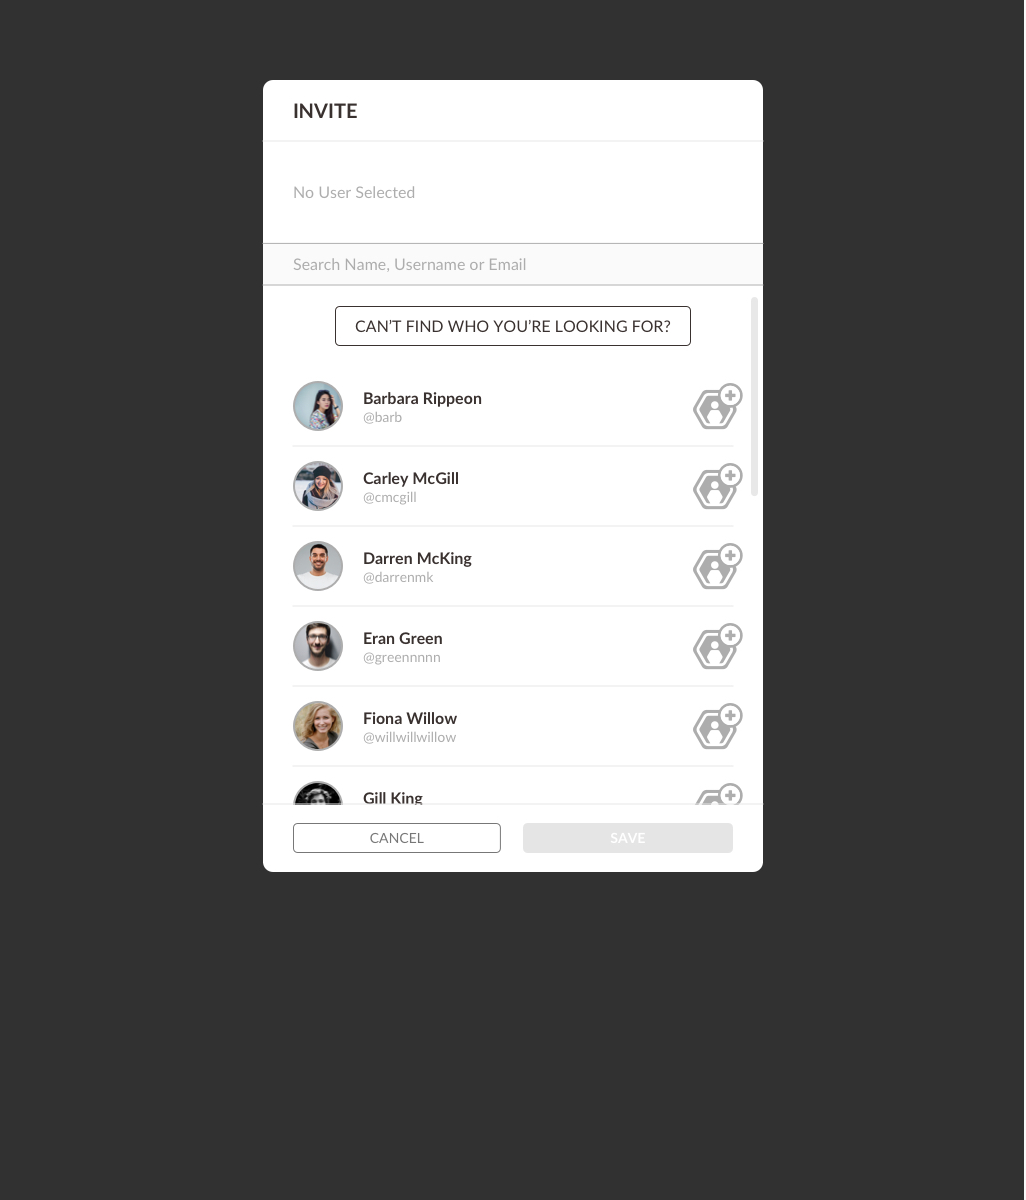 INVITE
No User Selected
Search Name, Username or Email
CAN'T FIND WHO YOU'RE LOOKING FOR?
Barbara Rippeon
@barb
Carley McGill
@cmcgill
Darren McKing
@darrenmk
Eran Green
@greennnnn
Fiona Willow
@willwillwillow
Gill King
CANCEL
SAVE